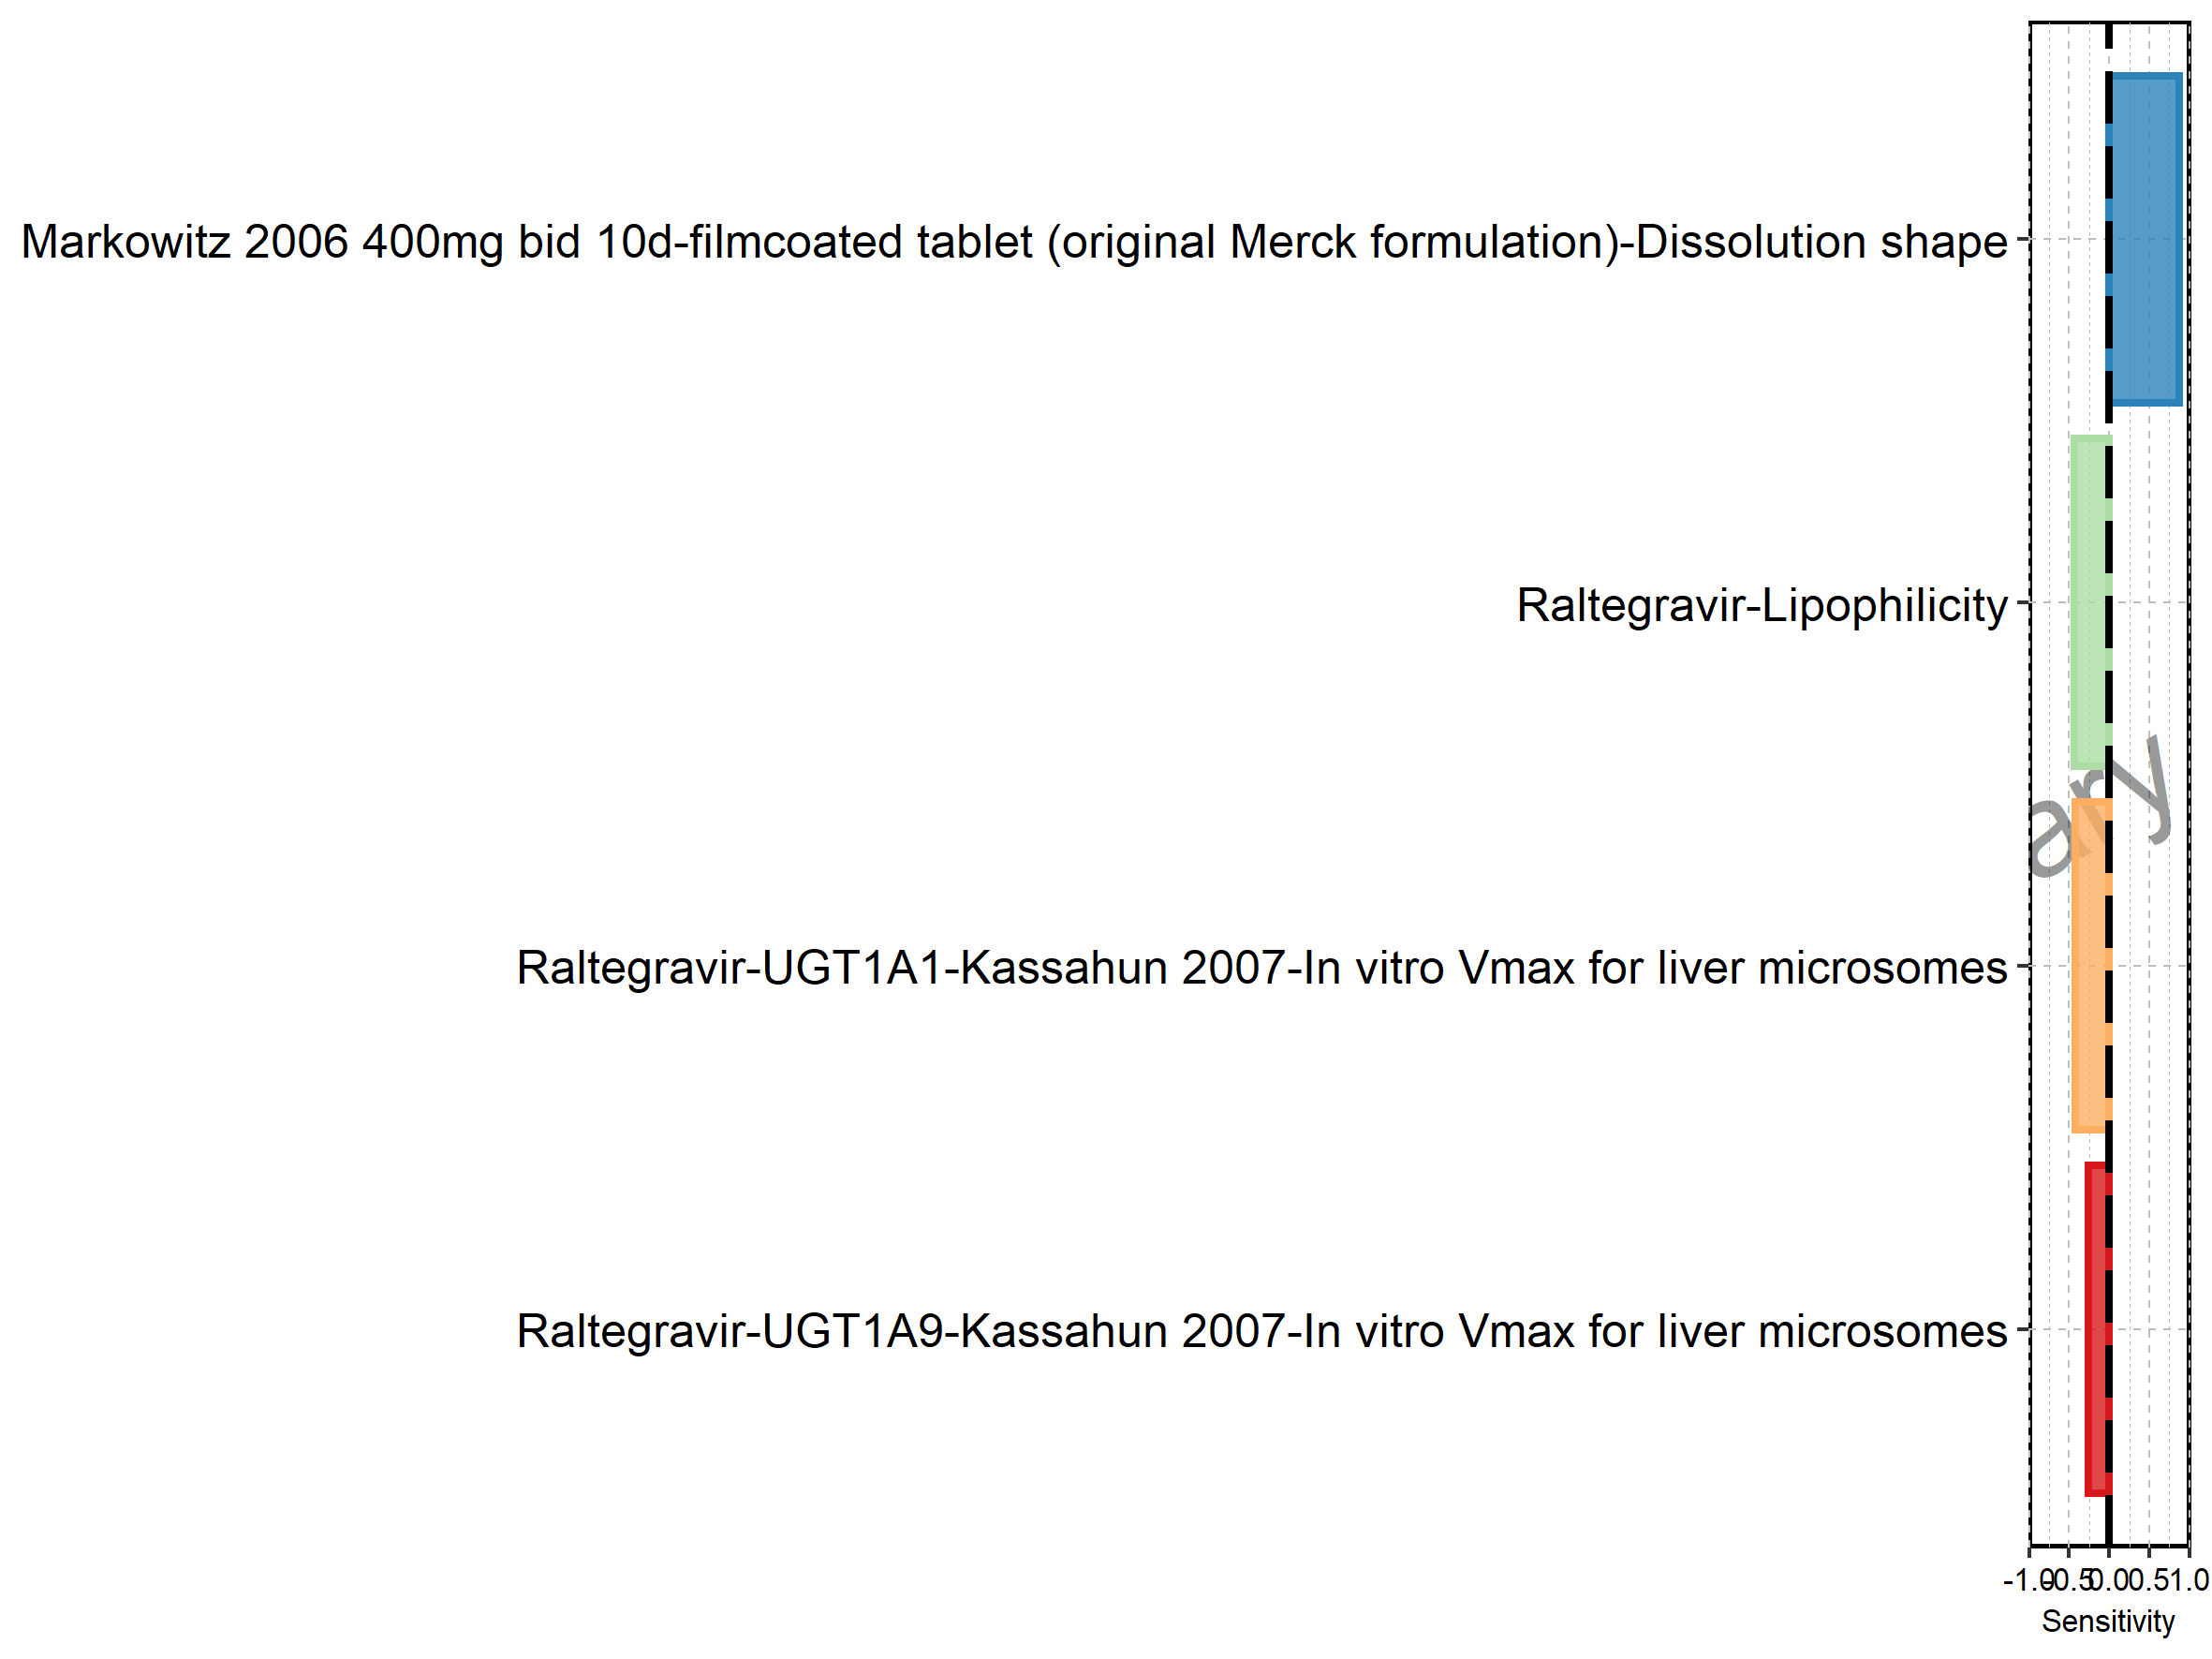 Markowitz 2006 400mg bid 10d-filmcoated tablet (original Merck formulation)-Dissolution shape
Raltegravir-Lipophilicity
ary
Raltegravir-UGT1A1-Kassahun 2007-In vitro Vmax for liver microsomes
Raltegravir-UGT1A9-Kassahun 2007-In vitro Vmax for liver microsomes
-1.0 -0.5 0.0 0.5 1.0
Sensitivity